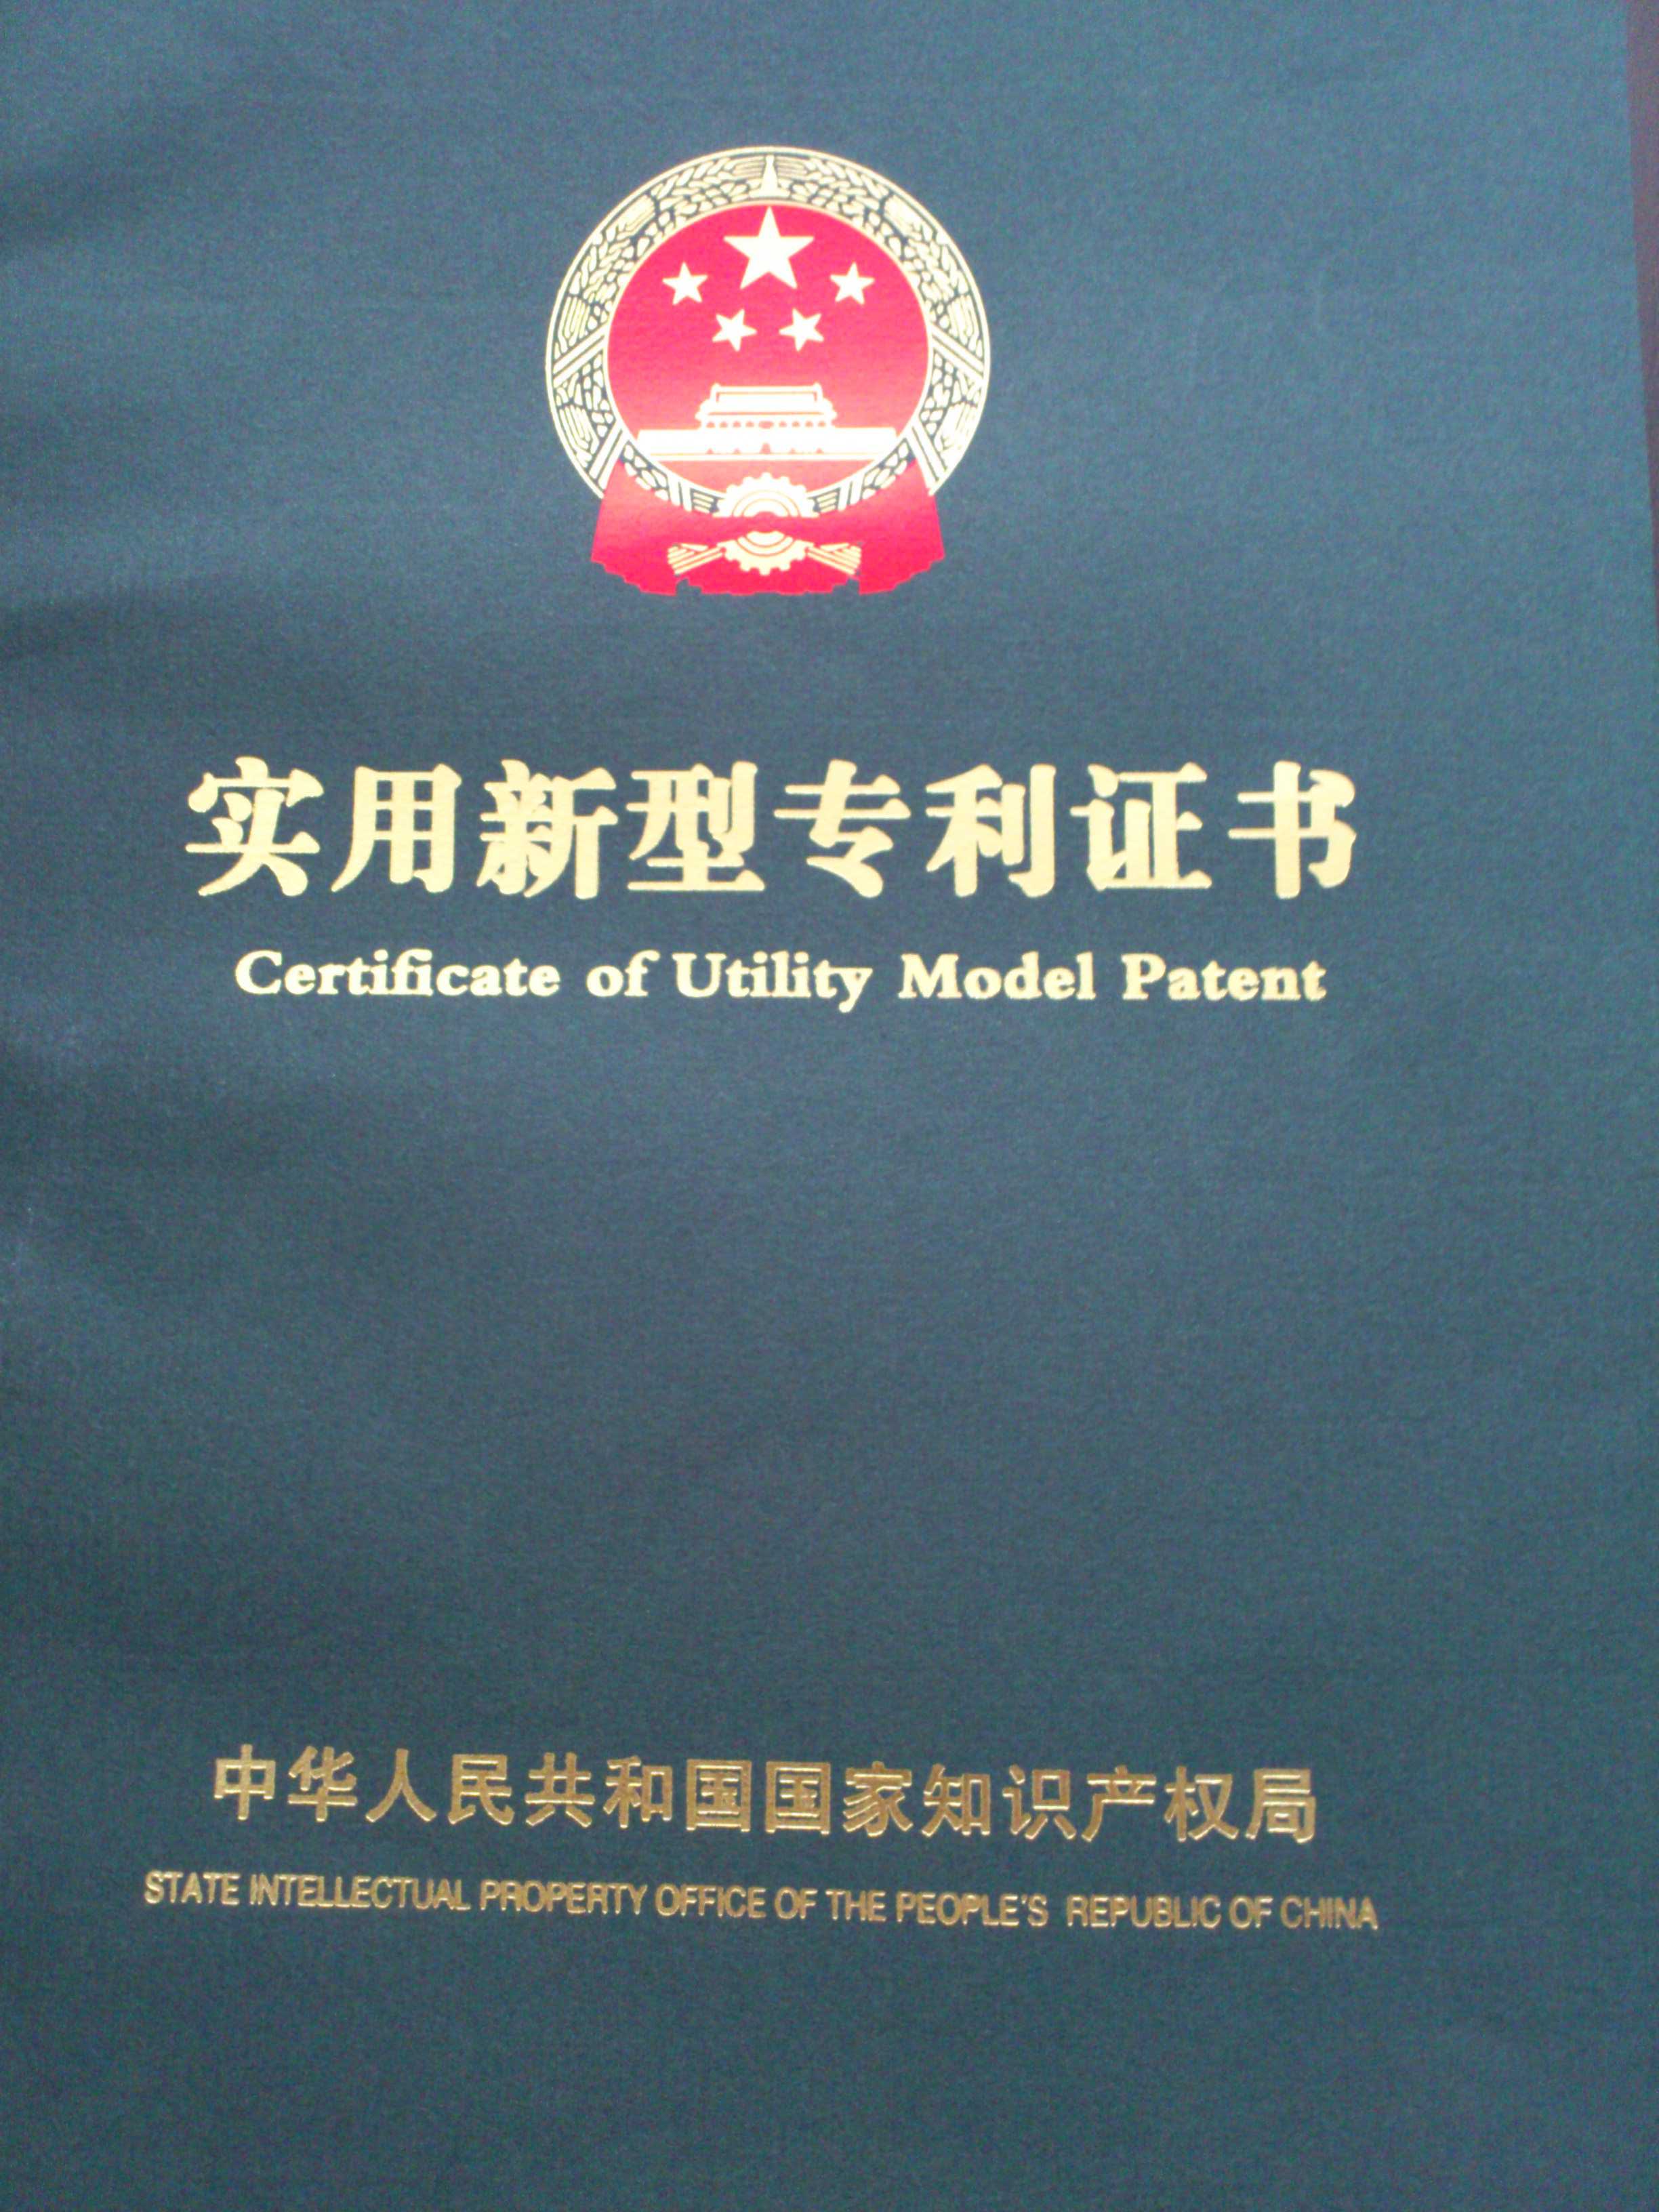 实用新型专利证书
Certificate of Utility Model Patent
中华人民共和国国家知识产权局
STATE INTELLECTUAL PROPERTY OFFICE OF THE PEOPLE'S REPUBLIC OF CHINA